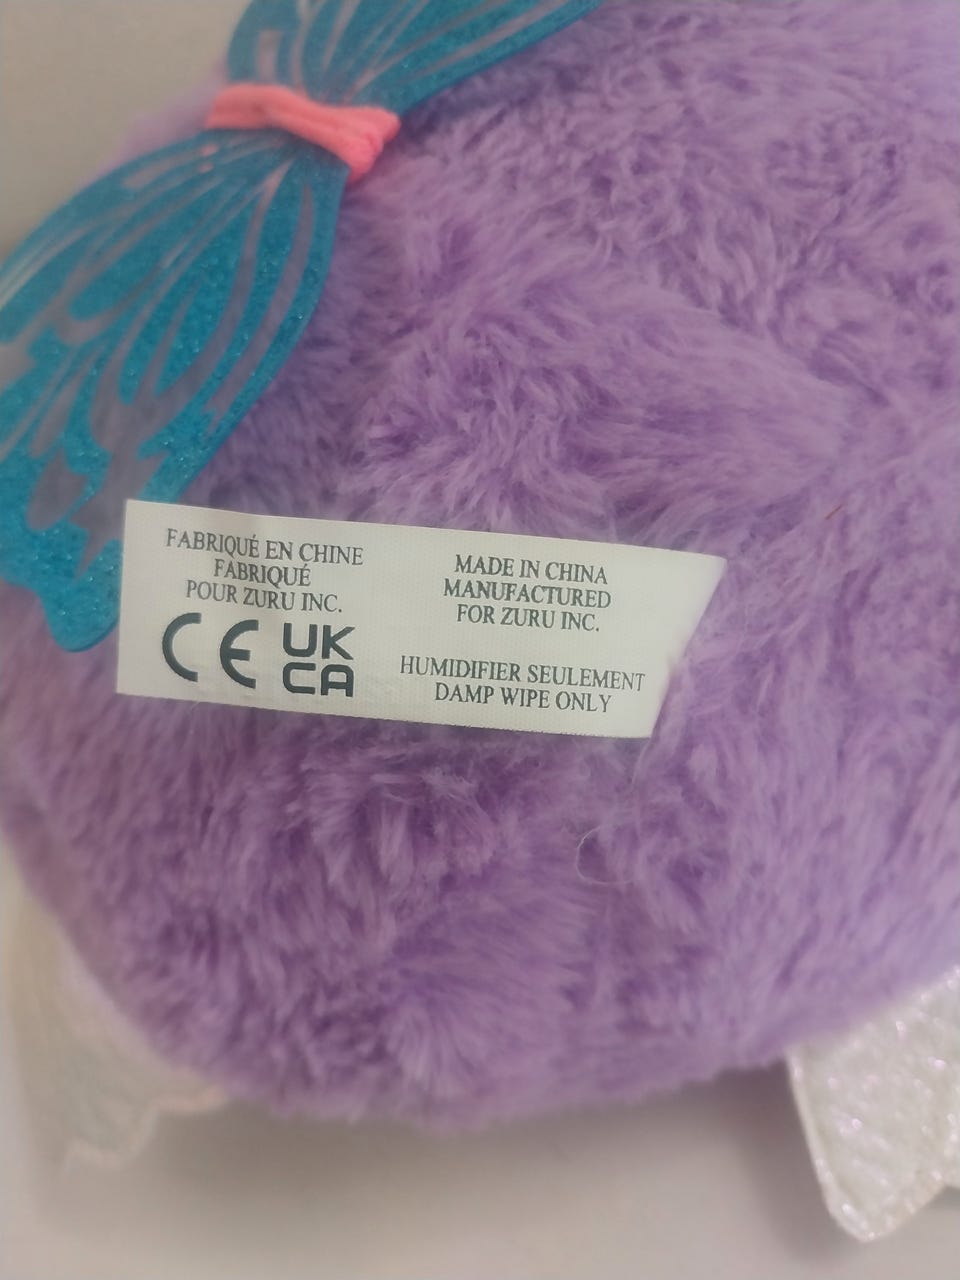 FABRIQUÉ EN CHINE
FABRIQUÉ
POUR ZURU INC.
CE UK
CA
MADE IN CHINA
MANUFACTURED
FOR ZURU INC.
HUMIDIFIER SEULEMENT
DAMP WIPE ONLY